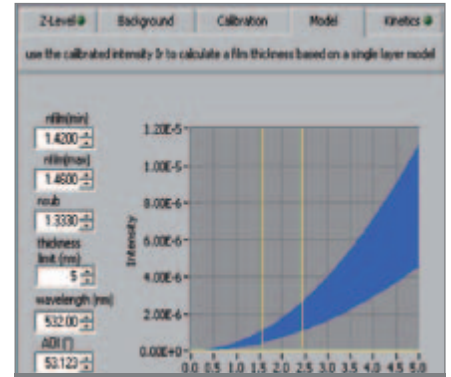 Z-Level Background Calibration Model Kinetics
use the calibrated intensity Ir to calculate a film thickness based on a single layer model
nfilm(min)
1.4200
nfilm(max)
1.4600
nsub
1.3330
thickness
limit (nm)
5
wavelength (nm)
532.00
AOI (°)
53.123
Intensity
1.20E-5
1.00E-5
8.00E-6
6.00E-6
4.00E-6
2.00E-6
0.00E+0
0.0 0.5 1.0 1.5 2.0 2.5 3.0 3.5 4.0 4.5 5.0